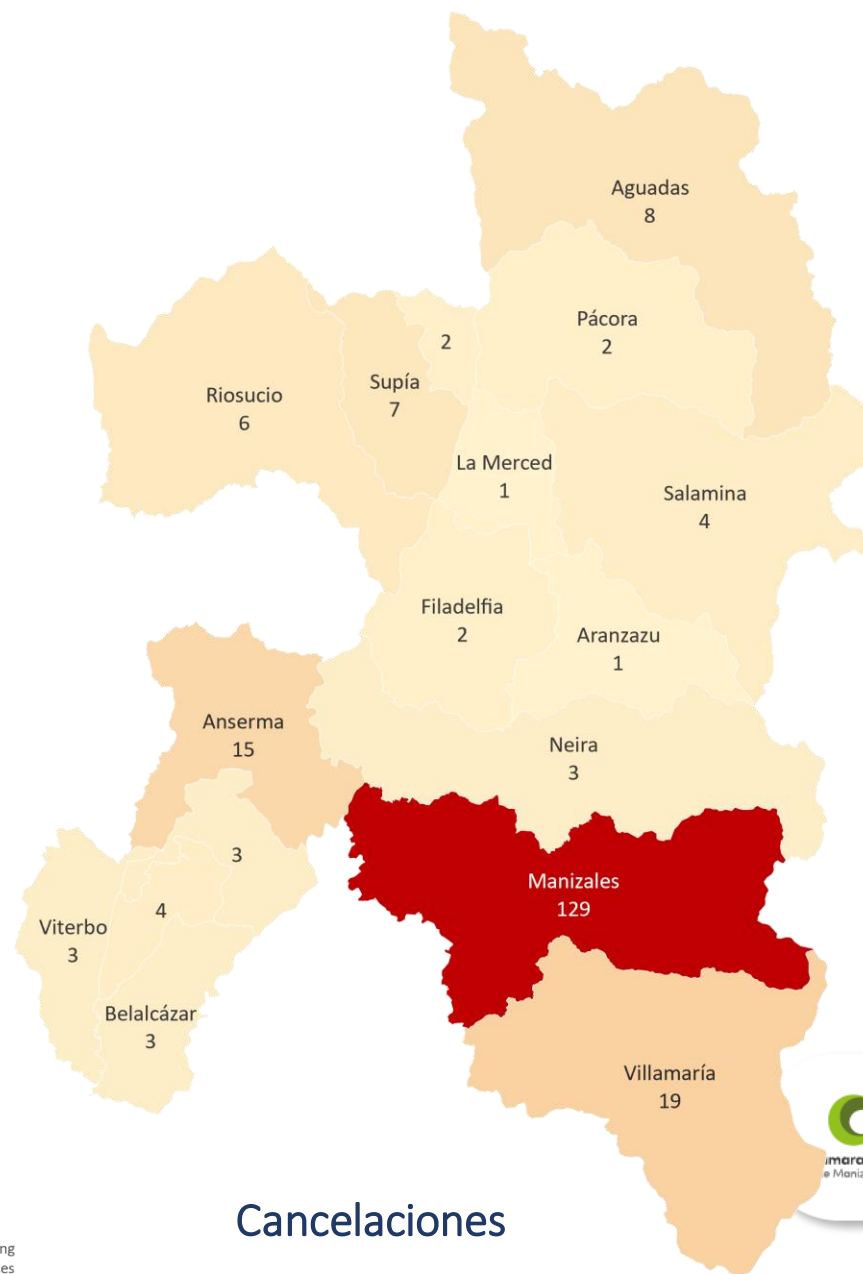 Aguadas
8
Pácora
2
2
Supía
7
Riosucio
6
La Merced
1
Salamina
4
Filadelfia
2
Aranzazu
1
Anserma
15
Neira
3
3
Manizales
129
4
Viterbo
3
Belalcázar
3
Villamaría
19
Cancelaciones